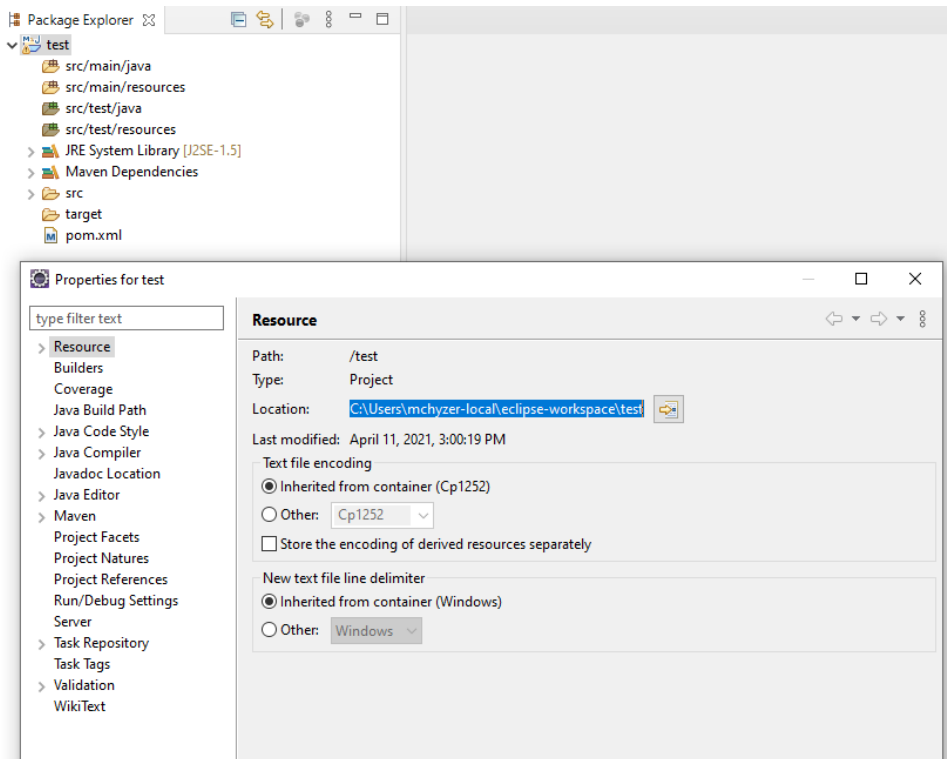 Package Explorer
test
src/main/java
src/main/resources
src/test/java
src/test/resources
JRE System Library [J2SE-1.5]
Maven Dependencies
src
target
pom.xml
Properties for test
type filter text
Resource
Builders
Coverage
Java Build Path
Java Code Style
Java Compiler
Javadoc Location
Java Editor
Maven
Project Facets
Project Natures
Project References
Run/Debug Settings
Server
Task Repository
Task Tags
Validation
WikiText
Resource
Path: /test
Type: Project
Location: C:\Users\mchyzer-local\eclipse-workspace\test
Last modified: April 11, 2021, 3:00:19 PM
Text file encoding
Inherited from container (Cp1252)
Other: Cp1252
Store the encoding of derived resources separately
New text file line delimiter
Inherited from container (Windows)
Other: Windows